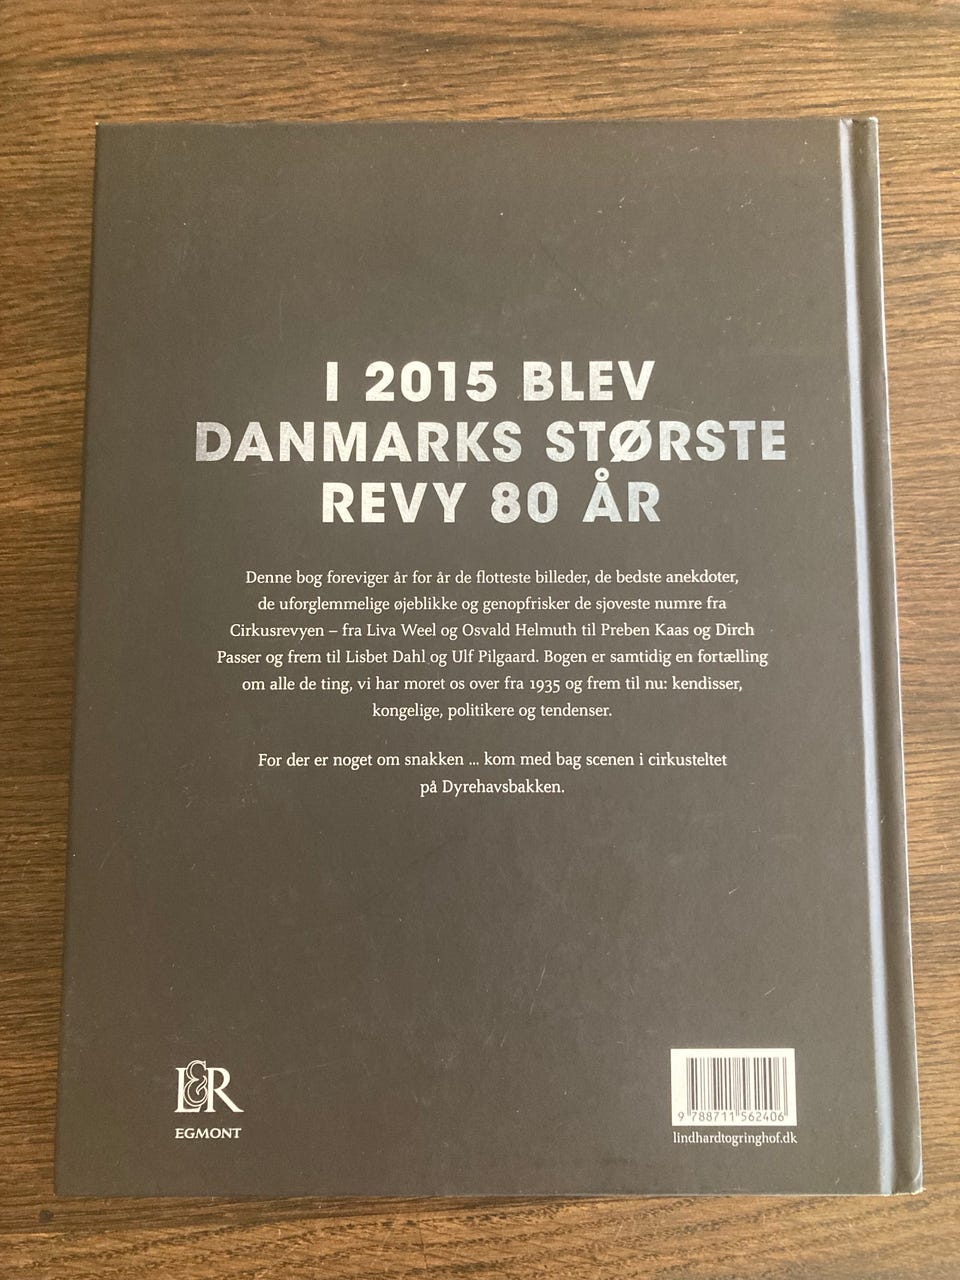 I 2015 BLEV
DANMARKS STØRSTE
REVY 80 ÅR
Denne bog foreviger år for år de flotteste billeder, de bedste anekdoter,
de uforglemmelige øjeblikke og genopfrisker de sjoveste numre fra
Cirkusrevyen – fra Liva Weel og Osvald Helmuth til Preben Kaas og Dirch
Passer og frem til Lisbet Dahl og Ulf Pilgaard. Bogen er samtidig en fortælling
om alle de ting, vi har moret os over fra 1935 og frem til nu: kendisser,
kongelige, politikere og tendenser.
For der er noget om snakken ... kom med bag scenen i cirkusteltet
på Dyrehavsbakken.
L&R
EGMONT
9 788711 562406
lindhardtogringhof.dk